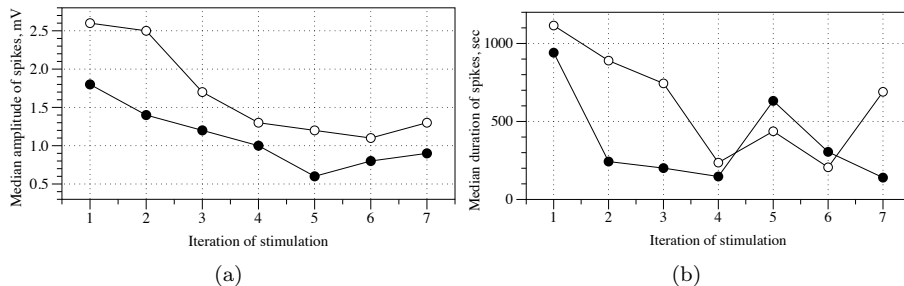 Median amplitude of spikes, mV
2.5
2.0
1.5
1.0
0.5
1 2 3 4 5 6 7
Iteration of stimulation
(a)
Median duration of spikes, sec
1000
500
0
1 2 3 4 5 6 7
Iteration of stimulation
(b)